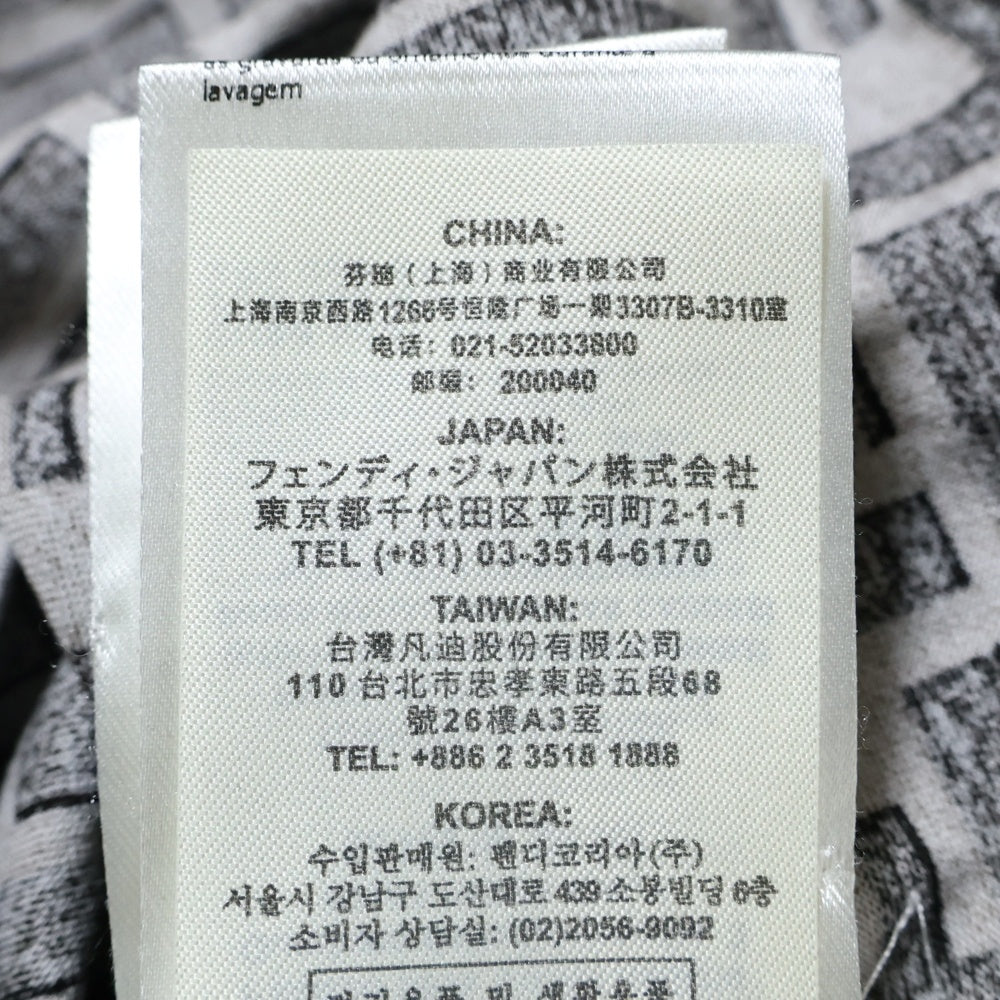 lavagem
CHINA:
芬迪（上海）商业有限公司
上海南京西路1266号恒隆广场一期3307B-3310室
电话：021-52033800
邮编： 200040
JAPAN:
フェンディ・ジャパン株式会社
東京都千代田区平河町2-1-1
TEL (+81) 03-3514-6170
TAIWAN:
台灣凡迪股份有限公司
110 台北市忠孝東路五段68
號26樓A3室
TEL: +886 2 3518 1888
KOREA:
수입판매원: 펜디코리아(주)
서울시 강남구 도산대로 439 소봉빌딩 6층
소비자 상담실: (02)2056-9092